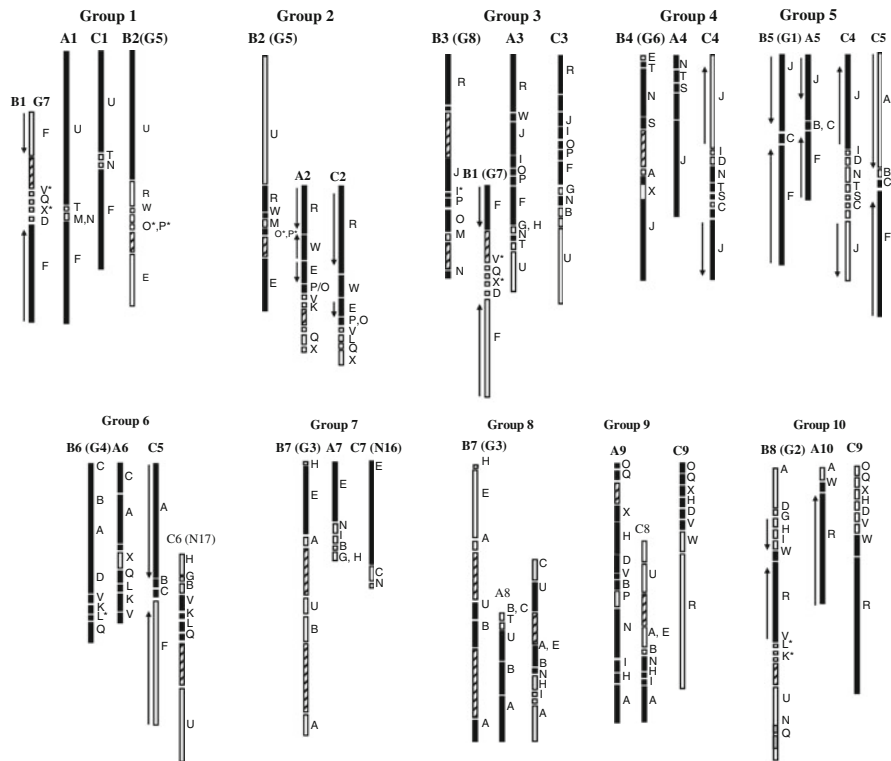 Group 1
Group 2
Group 3
Group 4
Group 5
B1 G7
A1
C1
B2(G5)
F
V*
Q
X*
D
F
U
T
M,N
F
U
T
N
F
U
R
W
O*,P*
E
B2 (G5)
A2
C2
U
R
W
M
O*,P*
E
R
W
E
P/O
V
K
Q
X
R
W
E
P,O
V
L
Q
X
B3 (G8)
B1 (G7)
A3
C3
R
J
I*
P
O
M
N
F
V*
Q
X*
D
F
R
W
J
I
O
P
F
G, H
N
T
U
R
J
I
O
P
F
G
N
B
U
B4 (G6)
A4
C4
E
T
N
S
A
X
J
N
T
S
J
J
I
D
N
T
S
C
J
B5 (G1)
A5
C4
C5
J
C
F
J
B, C
F
J
I
D
N
T
S
C
J
A
B
C
F
Group 6
Group 7
Group 8
Group 9
Group 10
B6 (G4)
A6
C5
C6 (N17)
C
B
A
D
V
K
L*
Q
C
A
X
Q
L
K
V
A
B
C
F
H
G
B
V
K
L
Q
U
B7 (G3)
A7
C7 (N16)
H
E
A
U
B
A
E
N
I
B
G, H
E
C
N
B7 (G3)
A8
H
E
A
U
B
A
B, C
T
U
B
A
C
U
A, E
B
N
H
I
A
A9
C8
C9
O
Q
X
H
D
V
B
P
N
I
H
A
U
A, E
B
N
H
I
A
O
Q
X
H
D
V
W
R
B8 (G2)
A10
C9
A
D
G
H
I
W
R
V
L*
K*
U
N
Q
A
W
R
O
Q
X
H
D
V
W
R